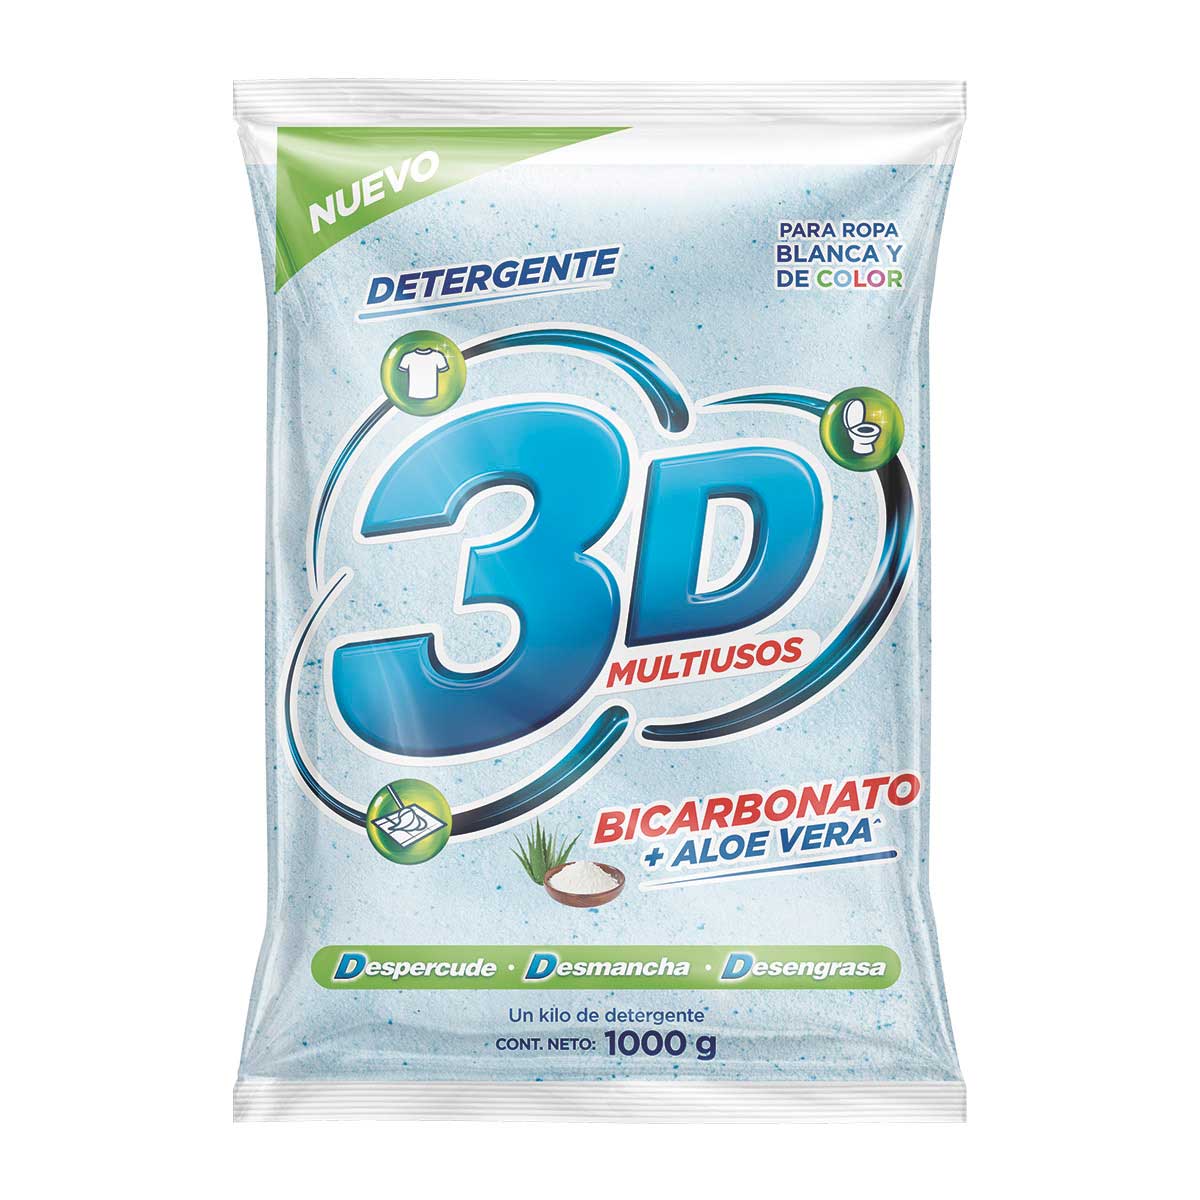 NUEVO
DETERGENTE
PARA ROPA
BLANCA Y
DE COLOR
3D
MULTIUSOS
BICARBONATO
+ ALOE VERA^
Despercude · Desmancha · Desengrasa
Un kilo de detergente
CONT. NETO: 1000 g